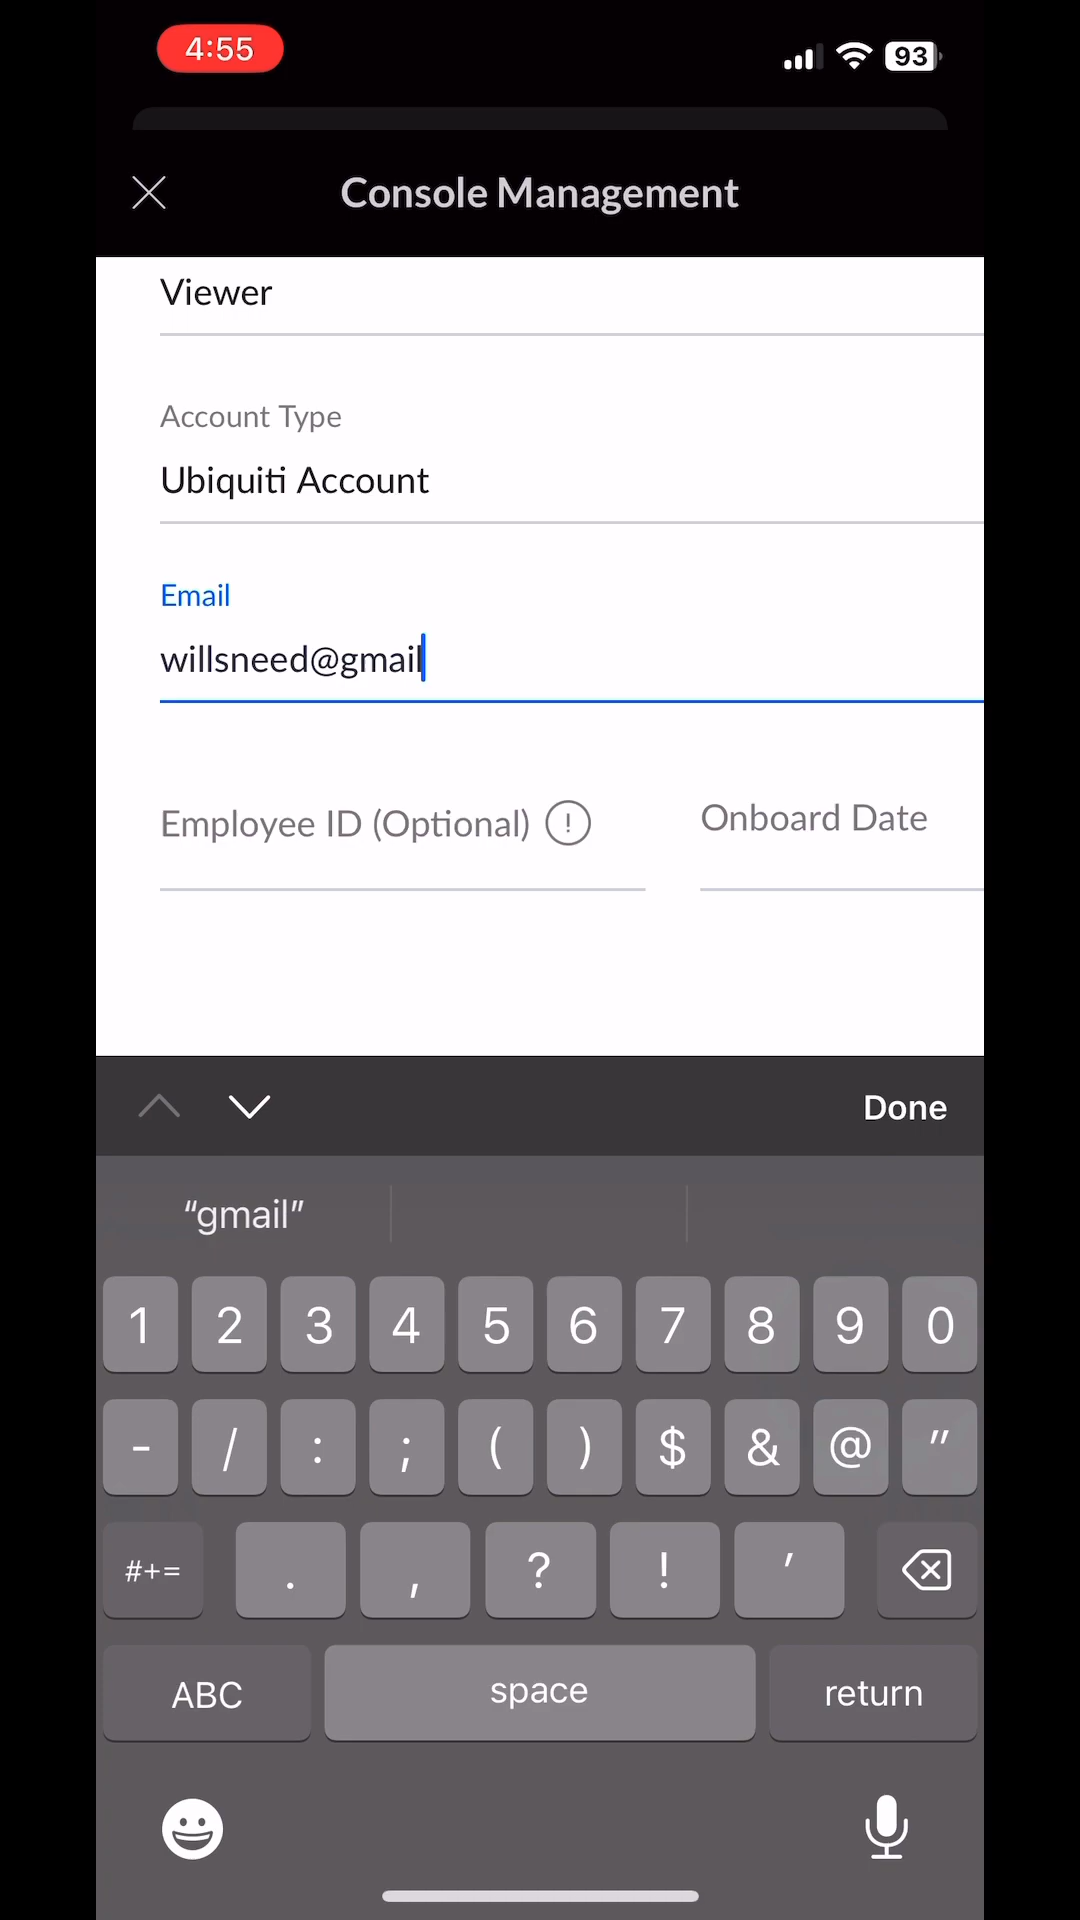 4:55
93
Console Management
Viewer
Account Type
Ubiquiti Account
Email
willsneed@gmail
Employee ID (Optional) !
Onboard Date
Done
“gmail”
1 2 3 4 5 6 7 8 9 0
- / : ; ( ) $ & @ "
#+= . , ? ! '
ABC space return